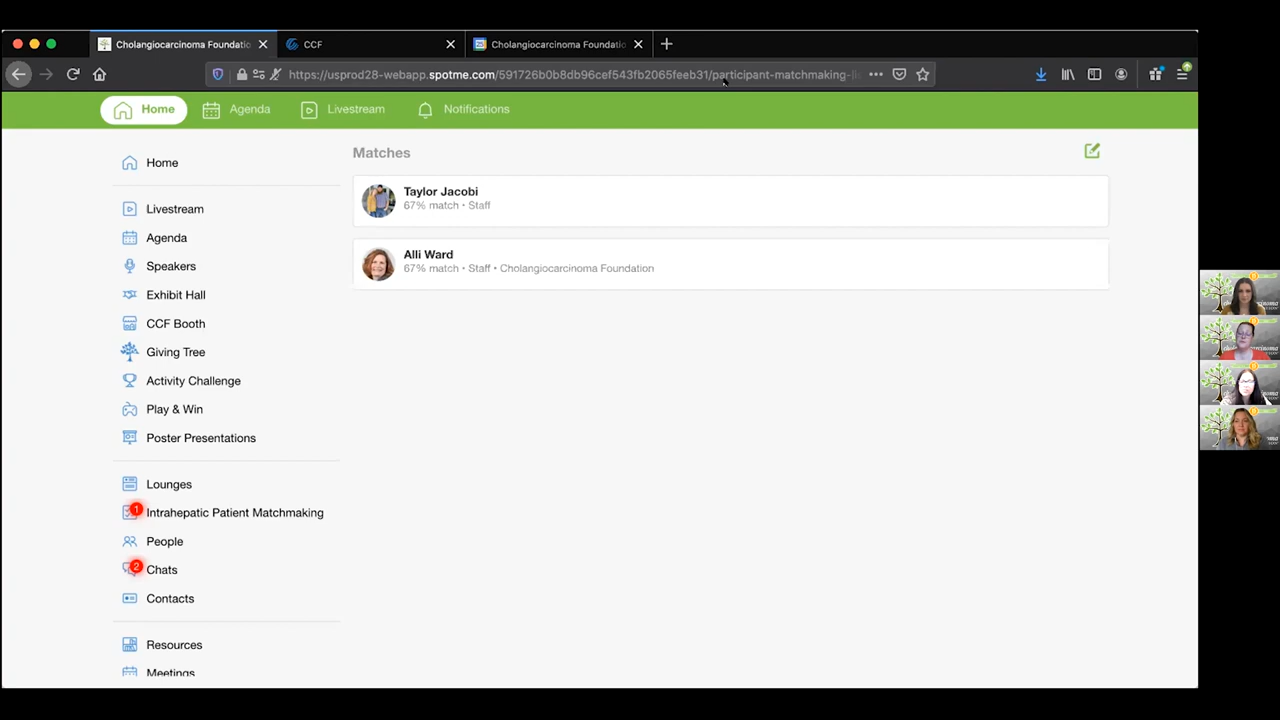 Cholangiocarcinoma Foundatio
CCF
Cholangiocarcinoma Foundatio
https://usprod28-webapp.spotme.com/591726b0b8db96cef543fb2065feeb31/participant-matchmaking-li
Home
Agenda
Livestream
Notifications
Home
Livestream
Agenda
Speakers
Exhibit Hall
CCF Booth
Giving Tree
Activity Challenge
Play & Win
Poster Presentations
Lounges
1
Intrahepatic Patient Matchmaking
People
2
Chats
Contacts
Resources
Meetings
Matches
Taylor Jacobi
67% match • Staff
Alli Ward
67% match • Staff • Cholangiocarcinoma Foundation